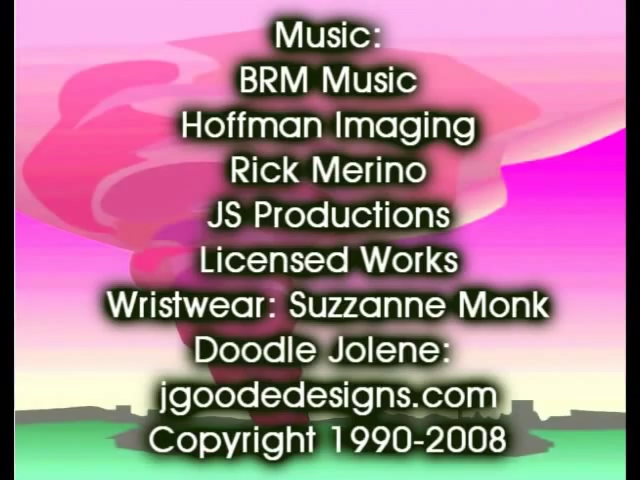 Music:
BRM Music
Hoffman Imaging
Rick Merino
JS Productions
Licensed Works
Wristwear: Suzzanne Monk
Doodle Jolene:
jgoodedesigns.com
Copyright 1990-2008